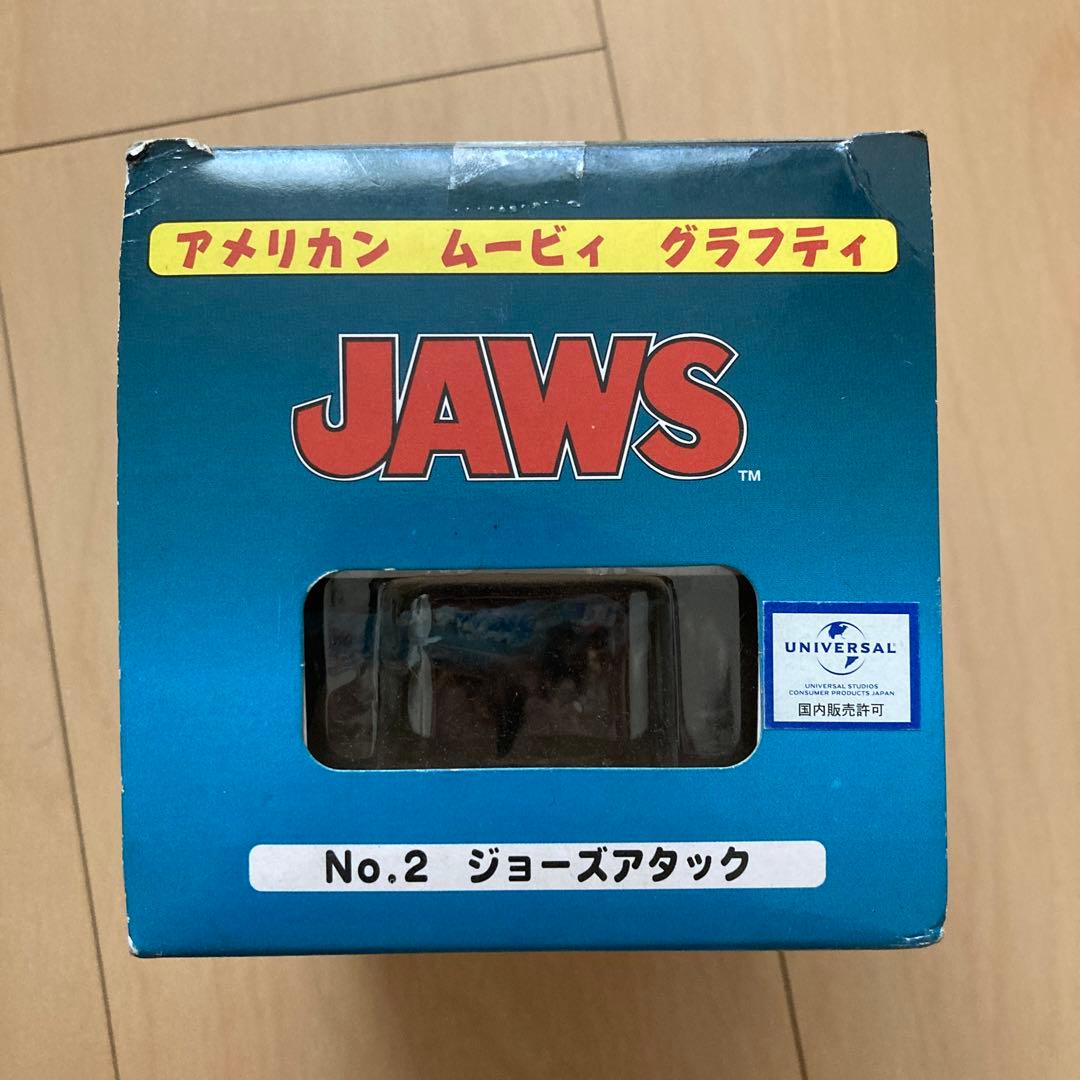 アメリカン ムービィ グラフティ
JAWS
TM
UNIVERSAL
UNIVERSAL STUDIOS
CONSUMER PRODUCTS JAPAN
国内販売許可
No.2 ジョーズアタック